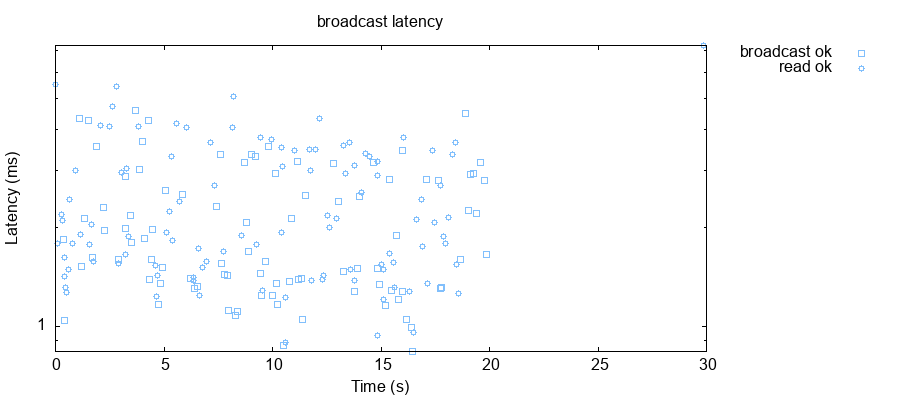 broadcast latency
broadcast ok
read ok
Latency (ms)
1
0 5 10 15 20 25 30
Time (s)